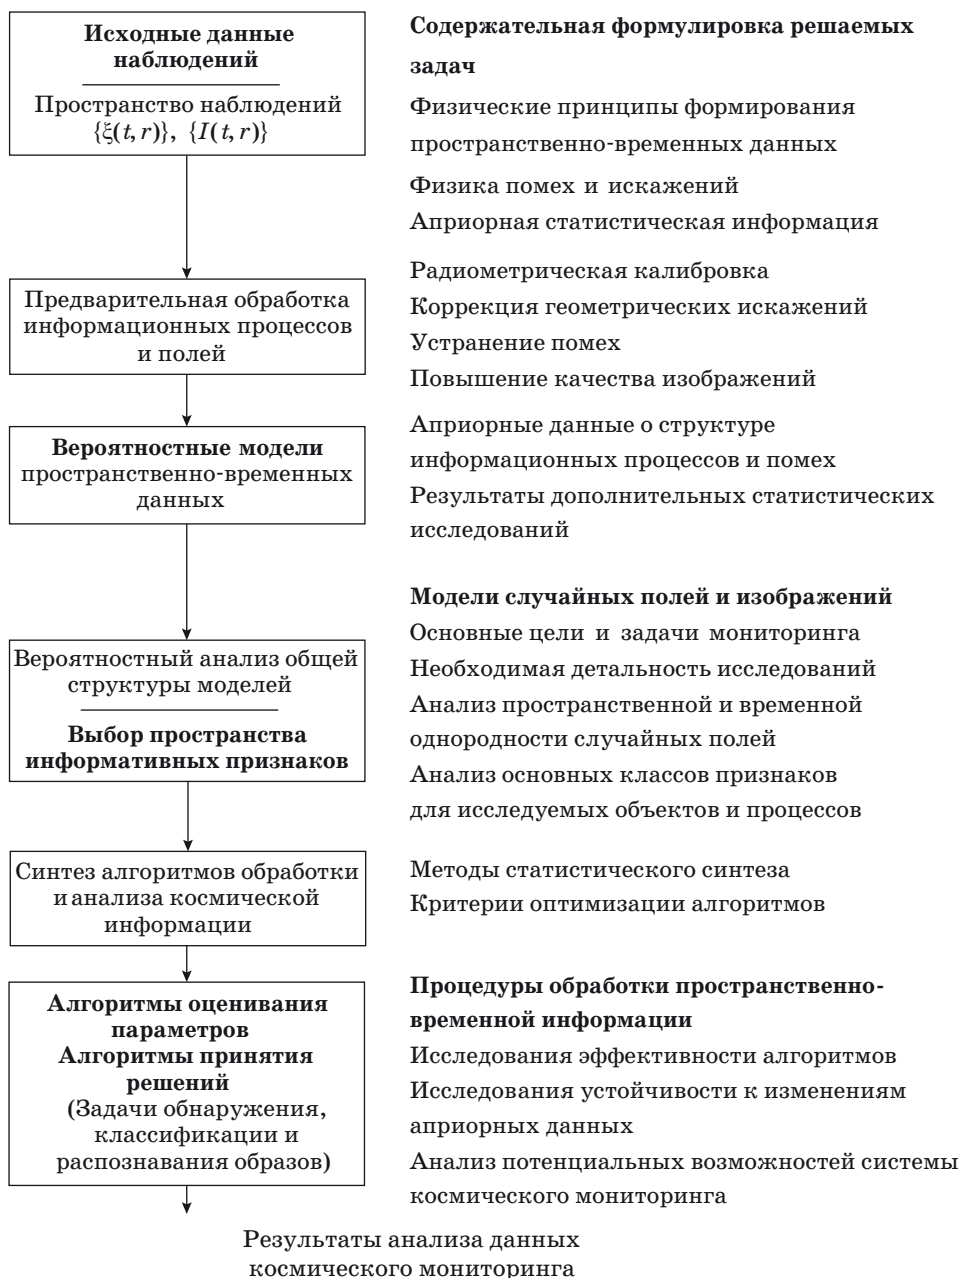 Исходные данные
наблюдений
Пространство наблюдений
{ξ(t, r)}, {I(t, r)}
Содержательная формулировка решаемых
задач
Физические принципы формирования
пространственно-временных данных
Физика помех и искажений
Априорная статистическая информация
Предварительная обработка
информационных процессов
и полей
Радиометрическая калибровка
Коррекция геометрических искажений
Устранение помех
Повышение качества изображений
Вероятностные модели
пространственно-временных
данных
Априорные данные о структуре
информационных процессов и помех
Результаты дополнительных статистических
исследований
Вероятностный анализ общей
структуры моделей
Выбор пространства
информативных признаков
Модели случайных полей и изображений
Основные цели и задачи мониторинга
Необходимая детальность исследований
Анализ пространственной и временной
однородности случайных полей
Анализ основных классов признаков
для исследуемых объектов и процессов
Синтез алгоритмов обработки
и анализа космической
информации
Методы статистического синтеза
Критерии оптимизации алгоритмов
Алгоритмы оценивания
параметров
Алгоритмы принятия
решений
(Задачи обнаружения,
классификации и
распознавания образов)
Процедуры обработки пространственно-
временной информации
Исследования эффективности алгоритмов
Исследования устойчивости к изменениям
априорных данных
Анализ потенциальных возможностей системы
космического мониторинга
Результаты анализа данных
космического мониторинга